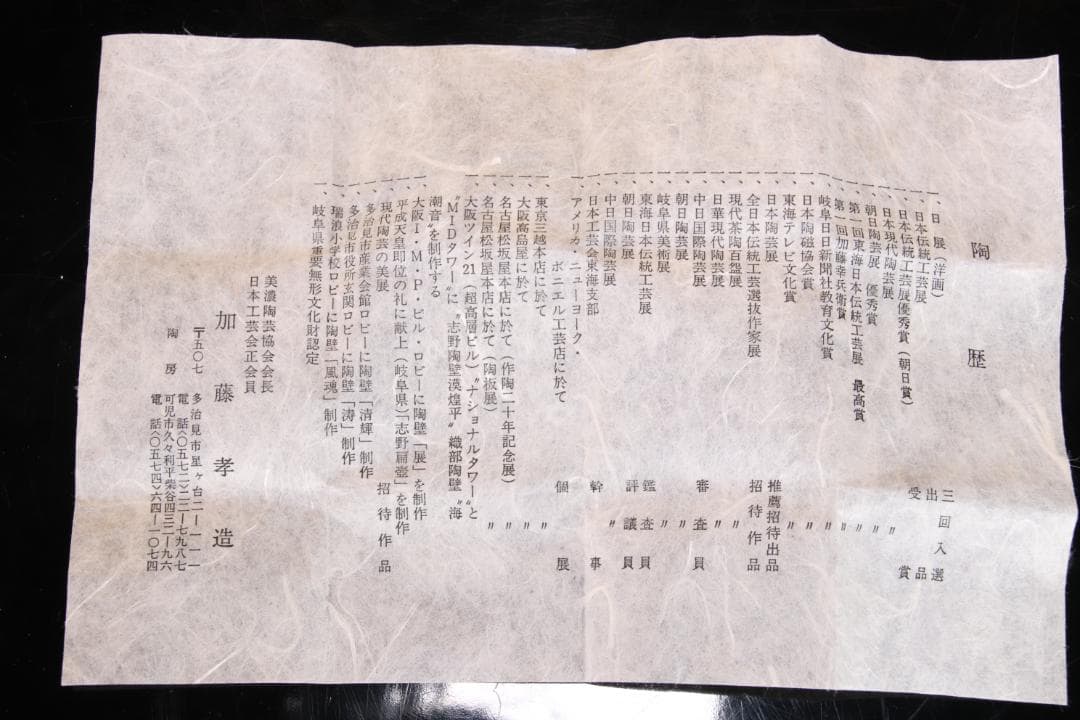 陶歴
一、日展(洋画) 三回入選
一、日本伝統工芸展 出品
一、日本伝統工芸展優秀賞(朝日賞) 受賞
一、日本現代陶芸展 〃
一、朝日陶芸展 優秀賞 〃
一、第一回東海日本伝統工芸展 最高賞 〃
一、第一回加藤幸兵衛賞 〃
一、岐阜日日新聞社教育文化賞 〃
一、日本陶磁協会賞 〃
一、東海テレビ文化賞 〃
一、日本陶芸展 推薦招待出品
一、全日本伝統工芸選抜作家展 招待作品
一、現代茶陶百盌展 〃
一、日華現代陶芸展 〃
一、中日国際陶芸展 審査員
一、朝日陶芸展 〃
一、岐阜県美術展 〃
一、東海日本伝統工芸展 鑑査員
一、朝日陶芸展 評議員
一、中日国際陶芸展 〃
一、日本工芸会東海支部 幹事
一、アメリカ・ニューヨーク・
ボニエル工芸店に於て 個展
一、東京三越本店に於て 〃
一、大阪高島屋に於て 〃
一、名古屋松坂屋本店に於て(作陶二十年記念展) 〃
一、名古屋松坂屋本店に於て(陶板展) 〃
一、大阪ツイン21(超高層ビル)〝ナショナルタワー〟と
〝MIDタワー〟に〝志野陶壁漠煌平〟織部陶壁〝海
潮音〟を制作する
一、大阪I・M・P・ビル・ロビーに陶壁「展」を制作
一、平成天皇即位の礼に献上(岐阜県)「志野扁壺」を制作
一、現代陶芸の美展 招待作品
一、多治見市産業会館ロビーに陶壁「清輝」制作
一、多治見市役所玄関ロビーに陶壁「涛」制作
一、瑞浪小学校ロビーに陶壁「風魂」制作
一、岐阜県重要無形文化財認定
美濃陶芸協会会長
日本工芸会正会員
加藤孝造
〒五〇七 多治見市星ヶ台二―一一一
電話〈〇五七二〉二二―七九八七
陶房 可児市久々利平柴谷四三二―九六
電話〈〇五七四〉六四―一〇七四